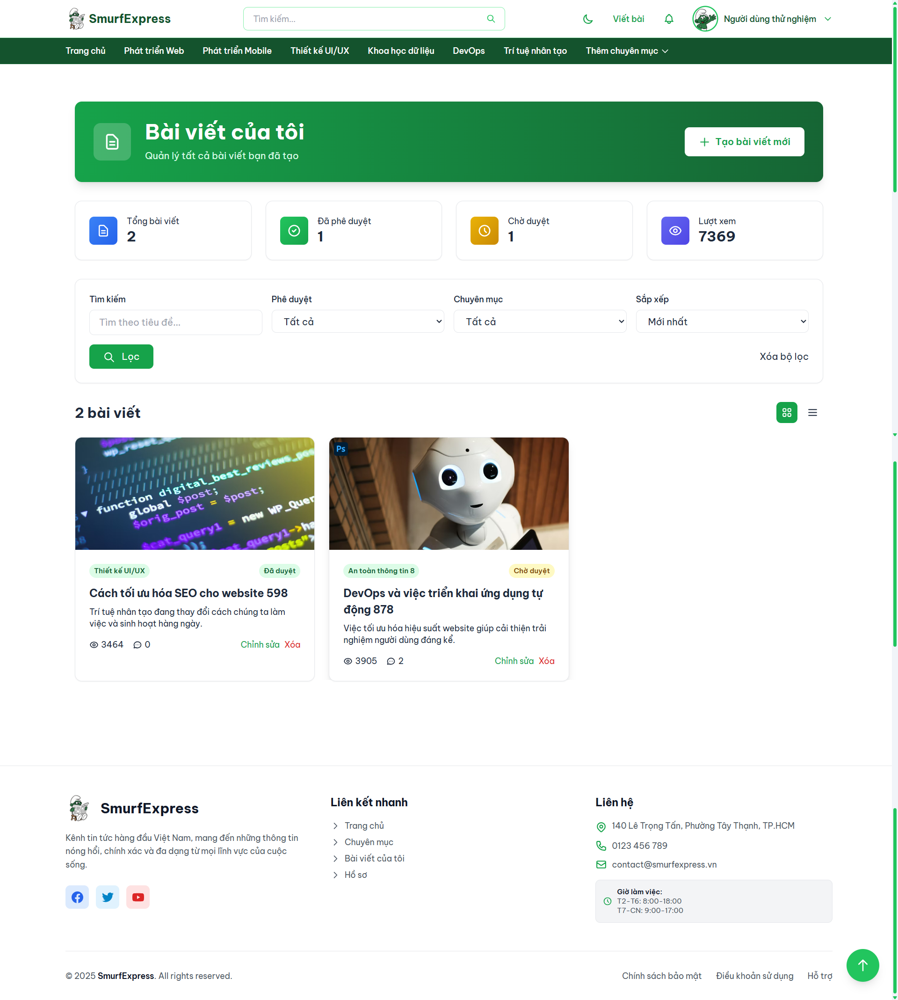 SmurfExpress
Tìm kiếm...
Viết bài
Người dùng thử nghiệm
Trang chủ
Phát triển Web
Phát triển Mobile
Thiết kế UI/UX
Khoa học dữ liệu
DevOps
Trí tuệ nhân tạo
Thêm chuyên mục
Bài viết của tôi
Quản lý tất cả bài viết bạn đã tạo
Tạo bài viết mới
Tổng bài viết
2
Đã phê duyệt
1
Chờ duyệt
1
Lượt xem
7369
Tìm kiếm
Tìm theo tiêu đề...
Phê duyệt
Tất cả
Chuyên mục
Tất cả
Sắp xếp
Mới nhất
Lọc
Xóa bộ lọc
2 bài viết
wp_reset_
}
function digital_best_reviews_pos
global $post;
$orig_post = $post;
new WP_Quer
$cat_query1
Ps
Thiết kế UI/UX
Đã duyệt
Cách tối ưu hóa SEO cho website 598
Trí tuệ nhân tạo đang thay đổi cách chúng ta làm
việc và sinh hoạt hàng ngày.
3464
0
Chỉnh sửa
Xóa
An toàn thông tin 8
Chờ duyệt
DevOps và việc triển khai ứng dụng tự
động 878
Việc tối ưu hóa hiệu suất website giúp cải thiện trải
nghiệm người dùng đáng kể.
3905
2
Chỉnh sửa
Xóa
SmurfExpress
Kênh tin tức hàng đầu Việt Nam, mang đến những thông tin
nóng hổi, chính xác và đa dạng từ mọi lĩnh vực của cuộc
sống.
Liên kết nhanh
Trang chủ
Chuyên mục
Bài viết của tôi
Hồ sơ
Liên hệ
140 Lê Trọng Tấn, Phường Tây Thạnh, TP.HCM
0123 456 789
contact@smurfexpress.vn
Giờ làm việc:
T2-T6: 8:00-18:00
T7-CN: 9:00-17:00
© 2025 SmurfExpress. All rights reserved.
Chính sách bảo mật
Điều khoản sử dụng
Hỗ trợ